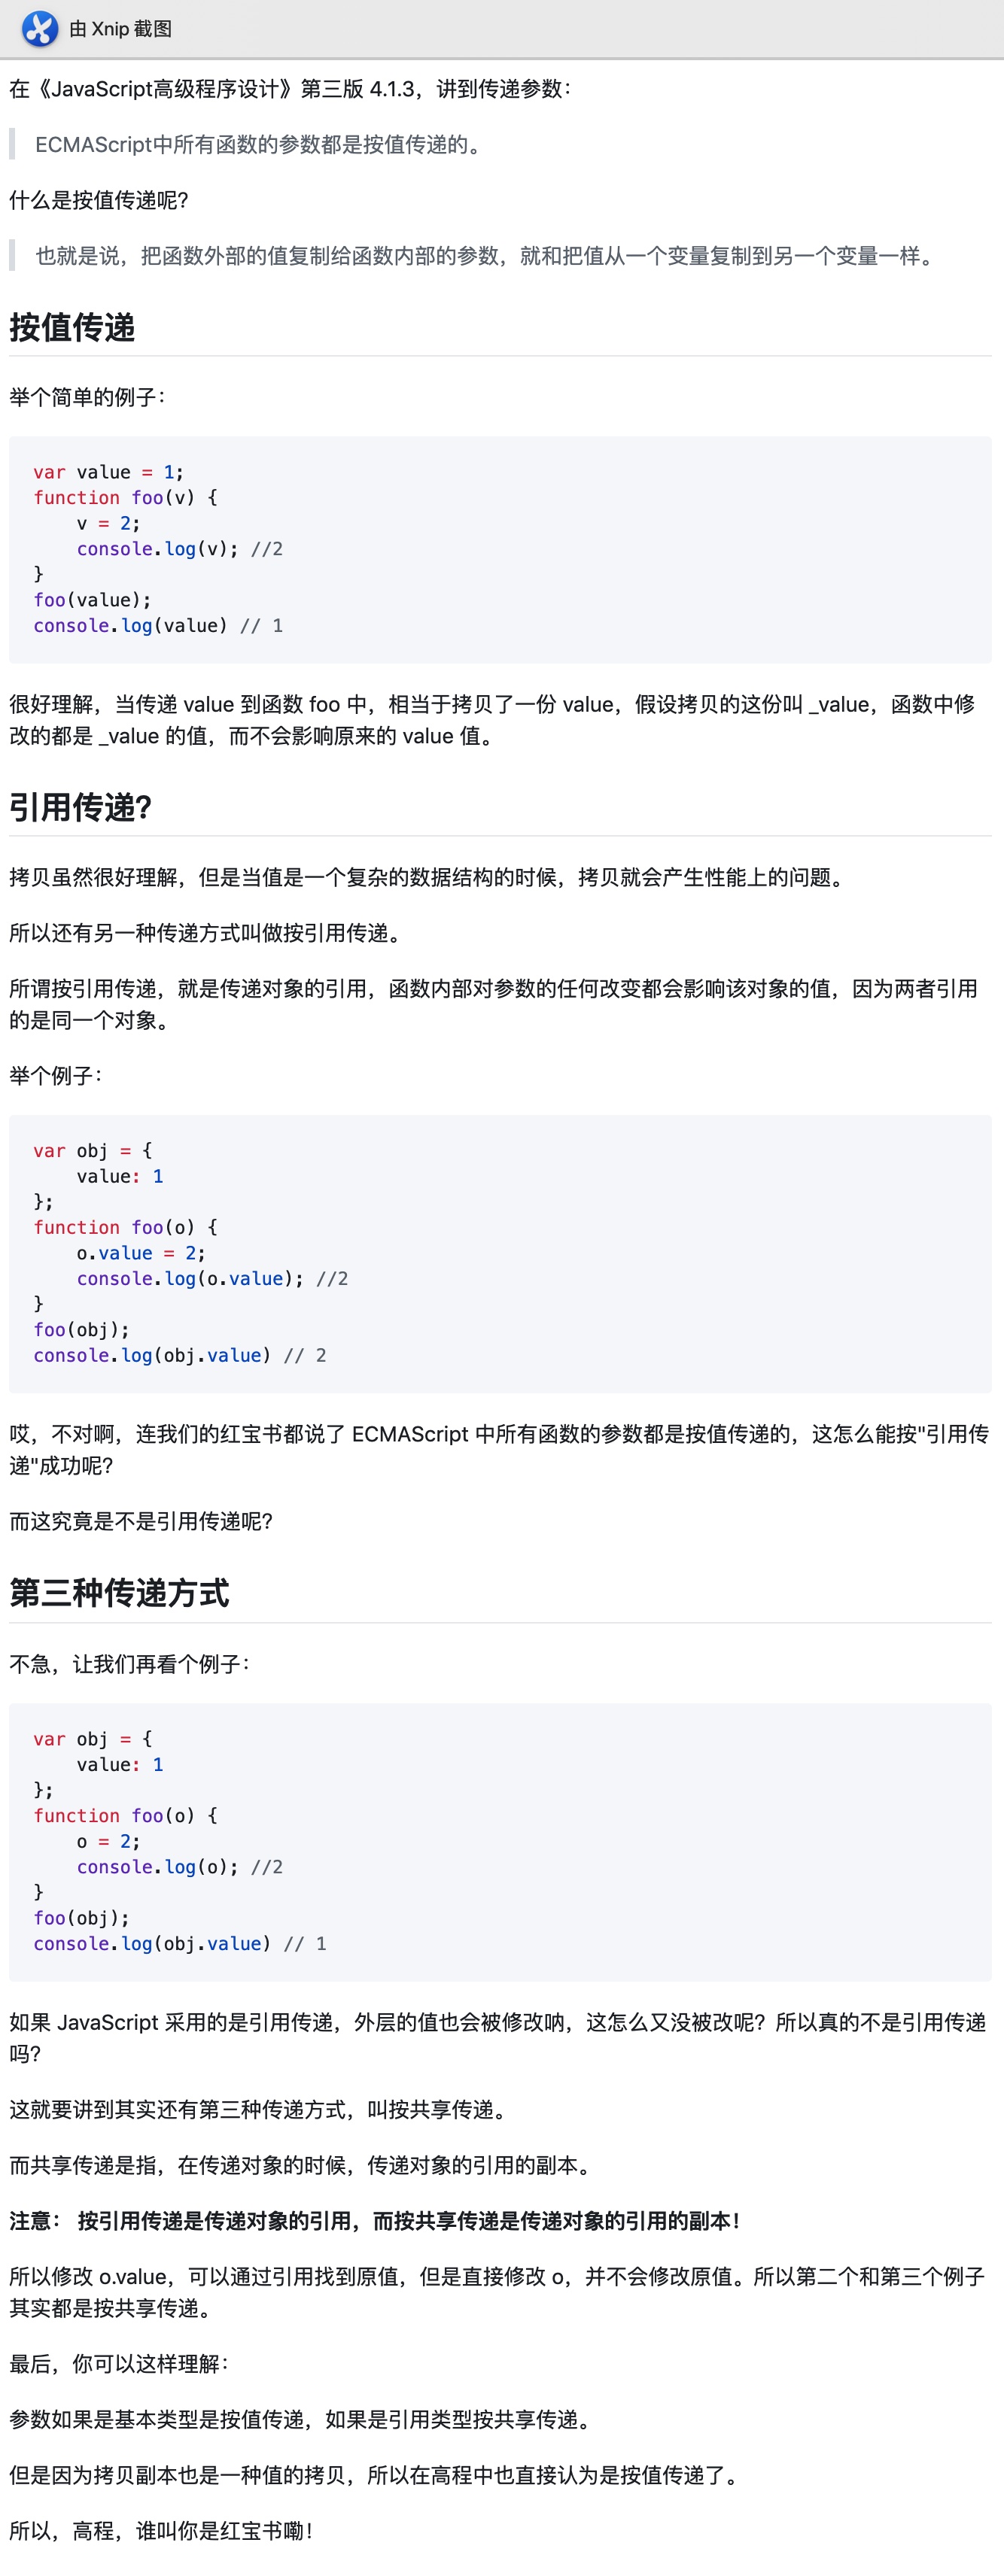 由 Xnip 截图
在《JavaScript高级程序设计》第三版 4.1.3，讲到传递参数：
ECMAScript中所有函数的参数都是按值传递的。
什么是按值传递呢？
也就是说，把函数外部的值复制给函数内部的参数，就和把值从一个变量复制到另一个变量一样。
按值传递
举个简单的例子：
var value = 1;
function foo(v) {
    v = 2;
    console.log(v); //2
}
foo(value);
console.log(value) // 1
很好理解，当传递 value 到函数 foo 中，相当于拷贝了一份 value，假设拷贝的这份叫 _value，函数中修
改的都是 _value 的值，而不会影响原来的 value 值。
引用传递?
拷贝虽然很好理解，但是当值是一个复杂的数据结构的时候，拷贝就会产生性能上的问题。
所以还有另一种传递方式叫做按引用传递。
所谓按引用传递，就是传递对象的引用，函数内部对参数的任何改变都会影响该对象的值，因为两者引用
的是同一个对象。
举个例子：
var obj = {
    value: 1
};
function foo(o) {
    o.value = 2;
    console.log(o.value); //2
}
foo(obj);
console.log(obj.value) // 2
哎，不对啊，连我们的红宝书都说了 ECMAScript 中所有函数的参数都是按值传递的，这怎么能按"引用传
递"成功呢？
而这究竟是不是引用传递呢？
第三种传递方式
不急，让我们再看个例子：
var obj = {
    value: 1
};
function foo(o) {
    o = 2;
    console.log(o); //2
}
foo(obj);
console.log(obj.value) // 1
如果 JavaScript 采用的是引用传递，外层的值也会被修改呐，这怎么又没被改呢？所以真的不是引用传递
吗？
这就要讲到其实还有第三种传递方式，叫按共享传递。
而共享传递是指，在传递对象的时候，传递对象的引用的副本。
注意： 按引用传递是传递对象的引用，而按共享传递是传递对象的引用的副本！
所以修改 o.value，可以通过引用找到原值，但是直接修改 o，并不会修改原值。所以第二个和第三个例子
其实都是按共享传递。
最后，你可以这样理解：
参数如果是基本类型是按值传递，如果是引用类型按共享传递。
但是因为拷贝副本也是一种值的拷贝，所以在高程中也直接认为是按值传递了。
所以，高程，谁叫你是红宝书嘞！